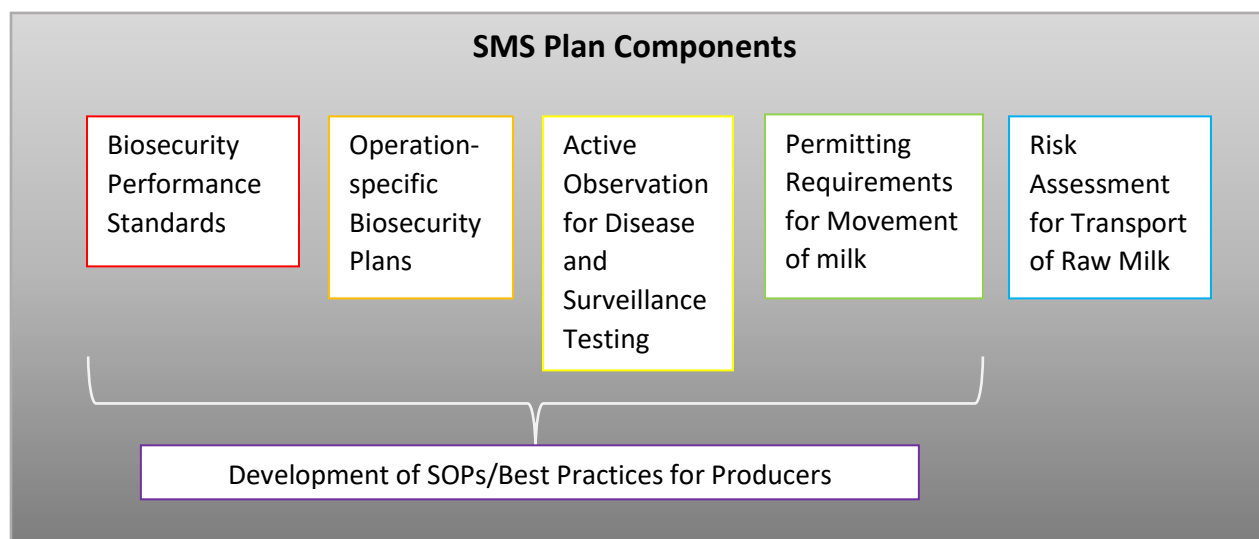 SMS Plan Components
Biosecurity
Performance
Standards
Operation-
specific
Biosecurity
Plans
Active
Observation
for Disease
and
Surveillance
Testing
Permitting
Requirements
for Movement
of milk
Risk
Assessment
for Transport
of Raw Milk
Development of SOPs/Best Practices for Producers